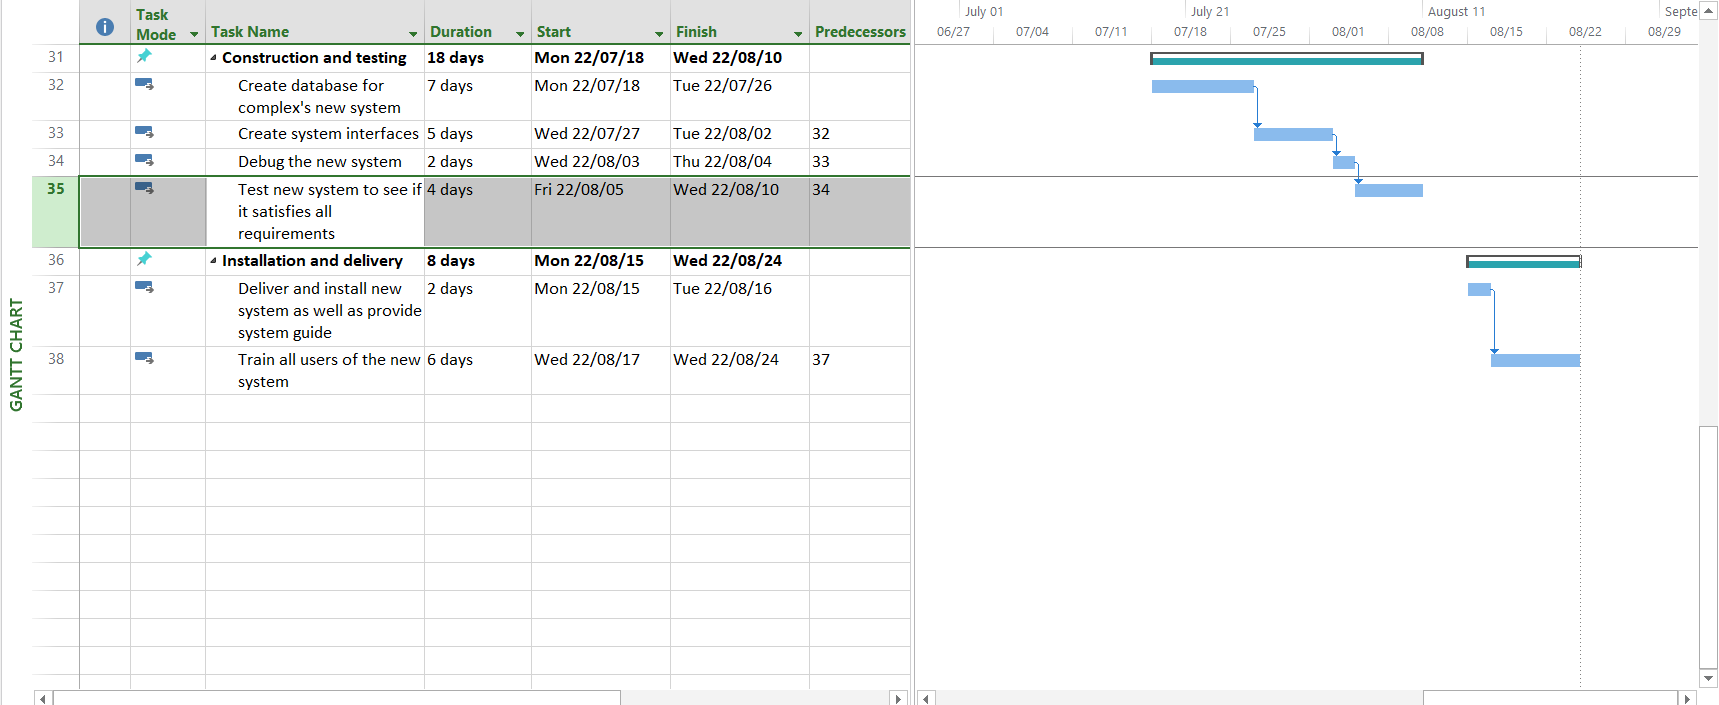 July 01 July 21 August 11 Septe
Task
Mode Task Name Duration Start Finish Predecessors
06/27 07/04 07/11 07/18 07/25 08/01 08/08 08/15 08/22 08/29
31 Construction and testing 18 days Mon 22/07/18 Wed 22/08/10
32 Create database for 7 days Mon 22/07/18 Tue 22/07/26
complex's new system
33 Create system interfaces 5 days Wed 22/07/27 Tue 22/08/02 32
34 Debug the new system 2 days Wed 22/08/03 Thu 22/08/04 33
35 Test new system to see if 4 days Fri 22/08/05 Wed 22/08/10 34
it satisfies all
requirements
36 Installation and delivery 8 days Mon 22/08/15 Wed 22/08/24
37 Deliver and install new 2 days Mon 22/08/15 Tue 22/08/16
system as well as provide
system guide
38 Train all users of the new 6 days Wed 22/08/17 Wed 22/08/24 37
system
GANTT CHART